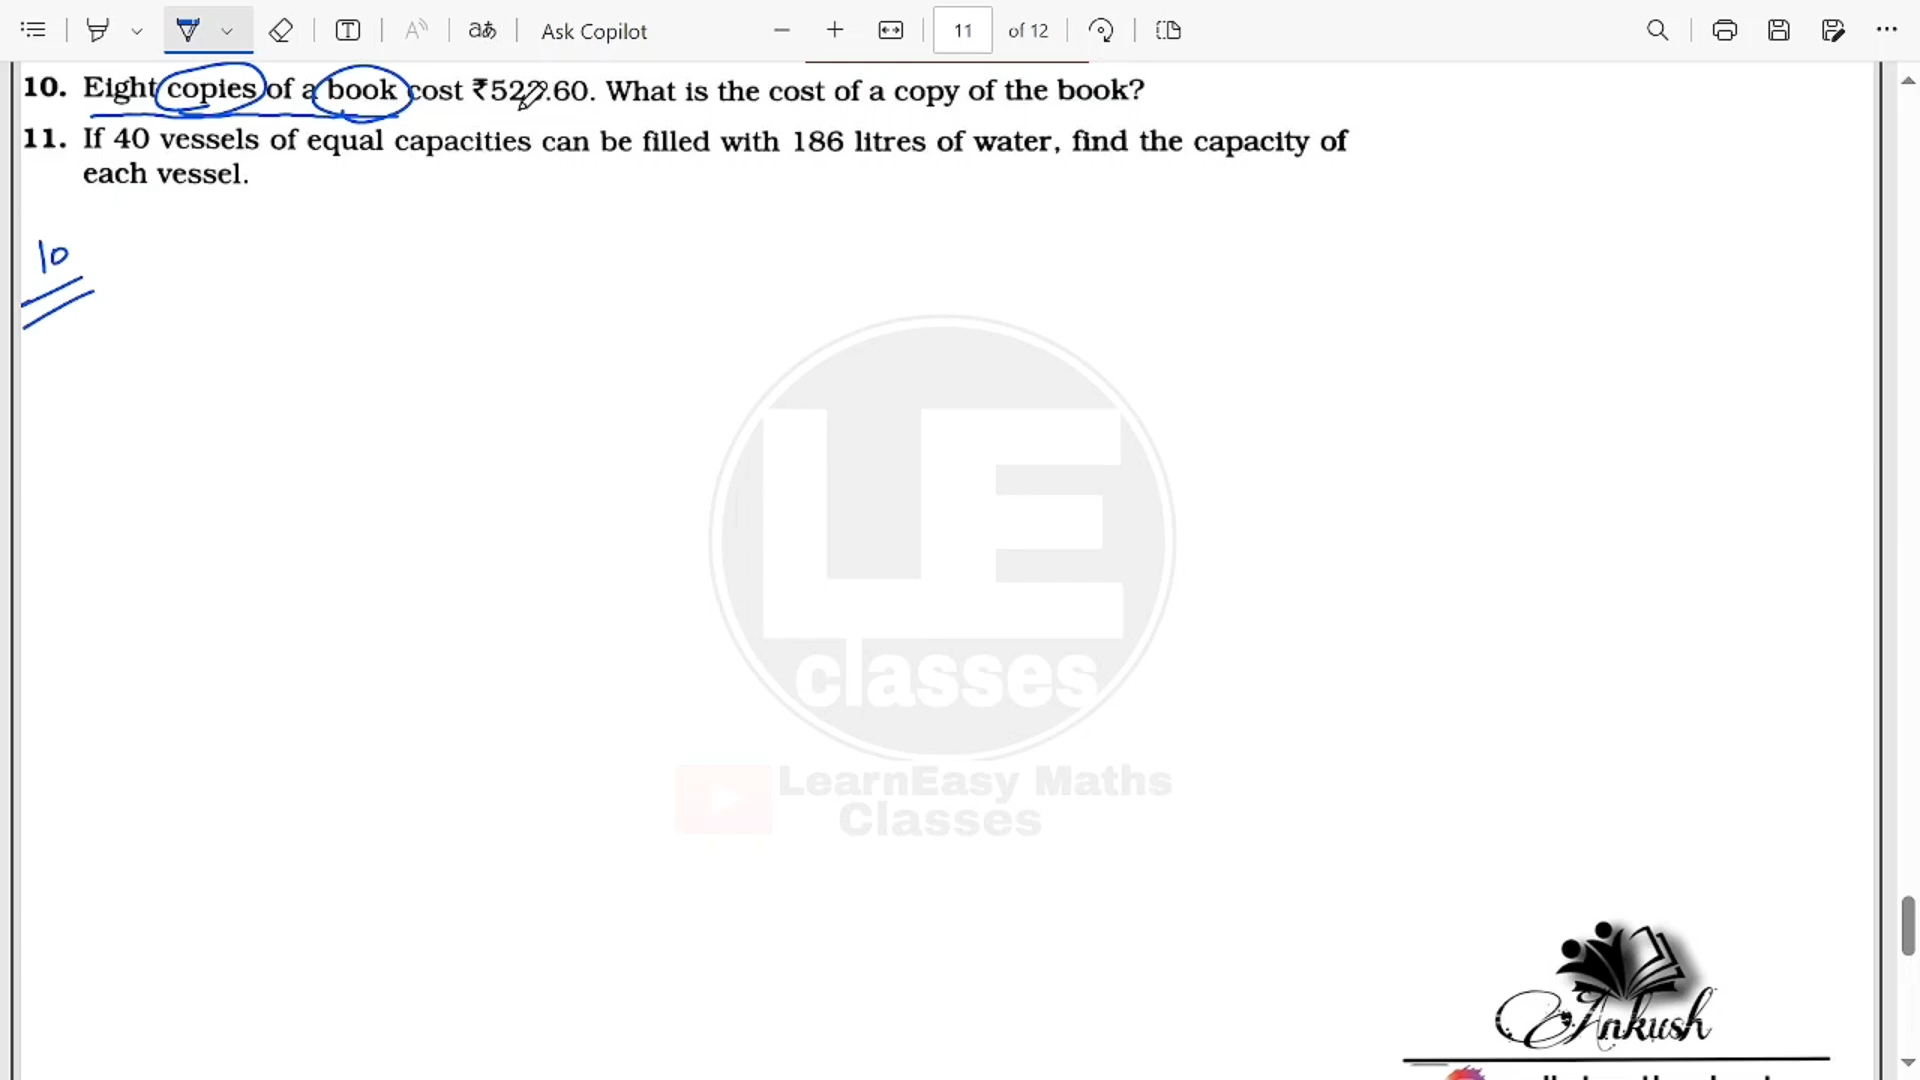 Ask Copilot
11 of 12
10. Eight copies of a book cost ₹522.60. What is the cost of a copy of the book?
11. If 40 vessels of equal capacities can be filled with 186 litres of water, find the capacity of
each vessel.
10
LE
classes
LearnEasy Maths
Classes
Ankush